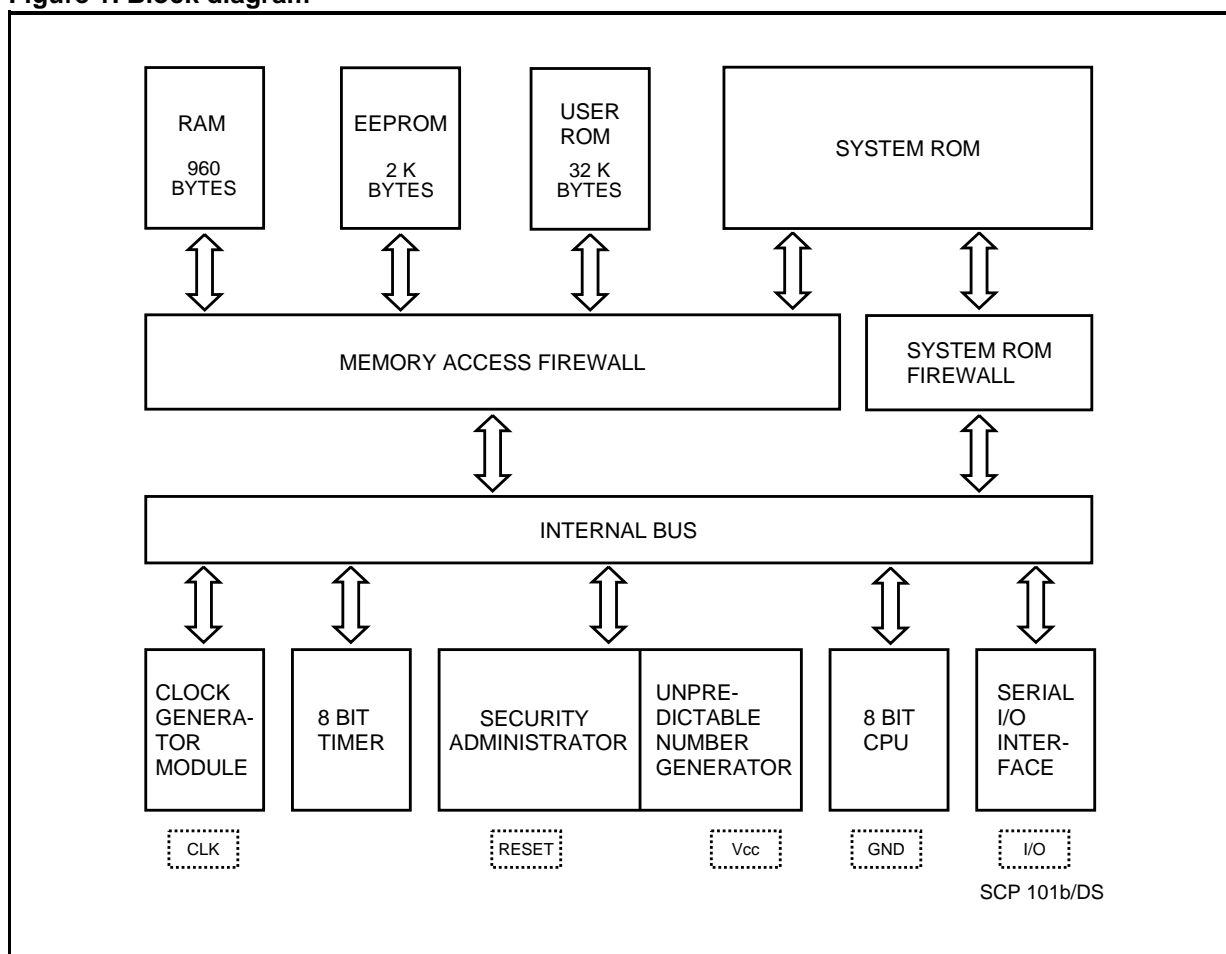 Figure 1. Block diagram
RAM
960
BYTES
EEPROM
2 K
BYTES
USER
ROM
32 K
BYTES
SYSTEM ROM
MEMORY ACCESS FIREWALL
SYSTEM ROM
FIREWALL
INTERNAL BUS
CLOCK
GENERA-
TOR
MODULE
8 BIT
TIMER
SECURITY
ADMINISTRATOR
UNPRE-
DICTABLE
NUMBER
GENERATOR
8 BIT
CPU
SERIAL
I/O
INTER-
FACE
CLK
RESET
Vcc
GND
I/O
SCP 101b/DS